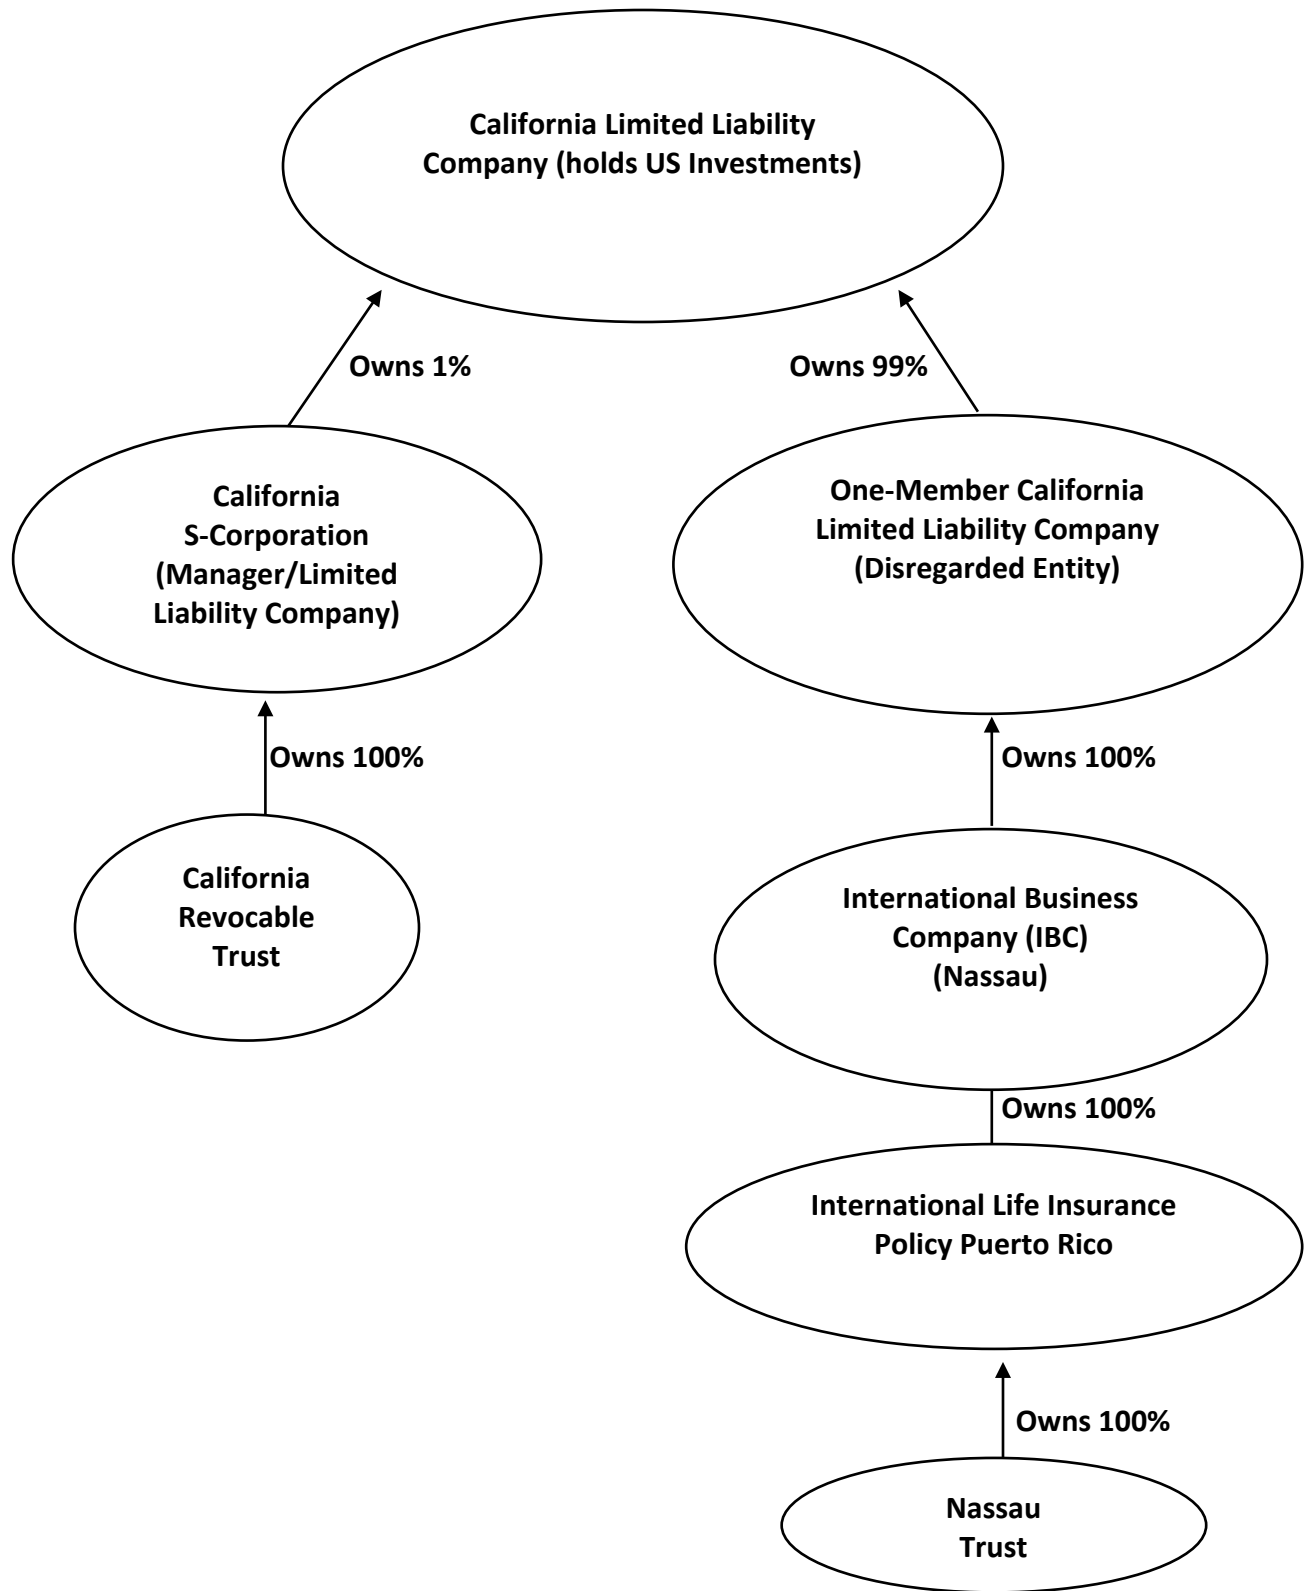 California Limited Liability
Company (holds US Investments)
Owns 1%
Owns 99%
California
S-Corporation
(Manager/Limited
Liability Company)
One-Member California
Limited Liability Company
(Disregarded Entity)
Owns 100%
Owns 100%
California
Revocable
Trust
International Business
Company (IBC)
(Nassau)
Owns 100%
International Life Insurance
Policy Puerto Rico
Owns 100%
Nassau
Trust